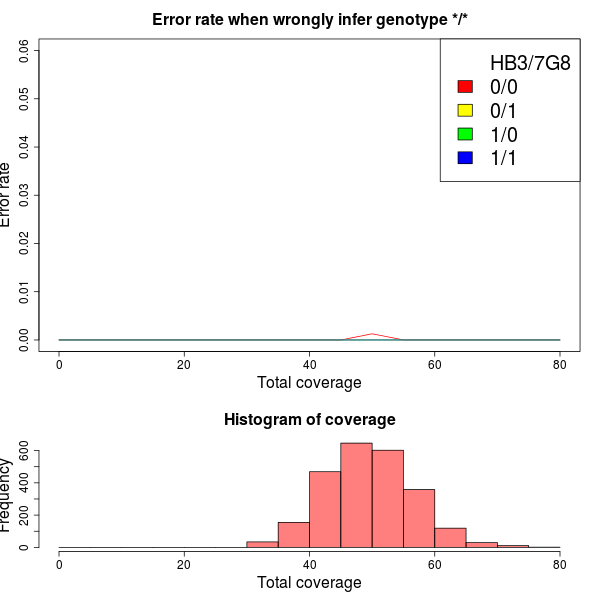 Error rate when wrongly infer genotype */*
0.06
0.05
0.04
0.03
0.02
0.01
0.00
Error rate
HB3/7G8
0/0
0/1
1/0
1/1
0 20 40 60 80
Total coverage
Histogram of coverage
600
400
200
0
Frequency
0 20 40 60 80
Total coverage